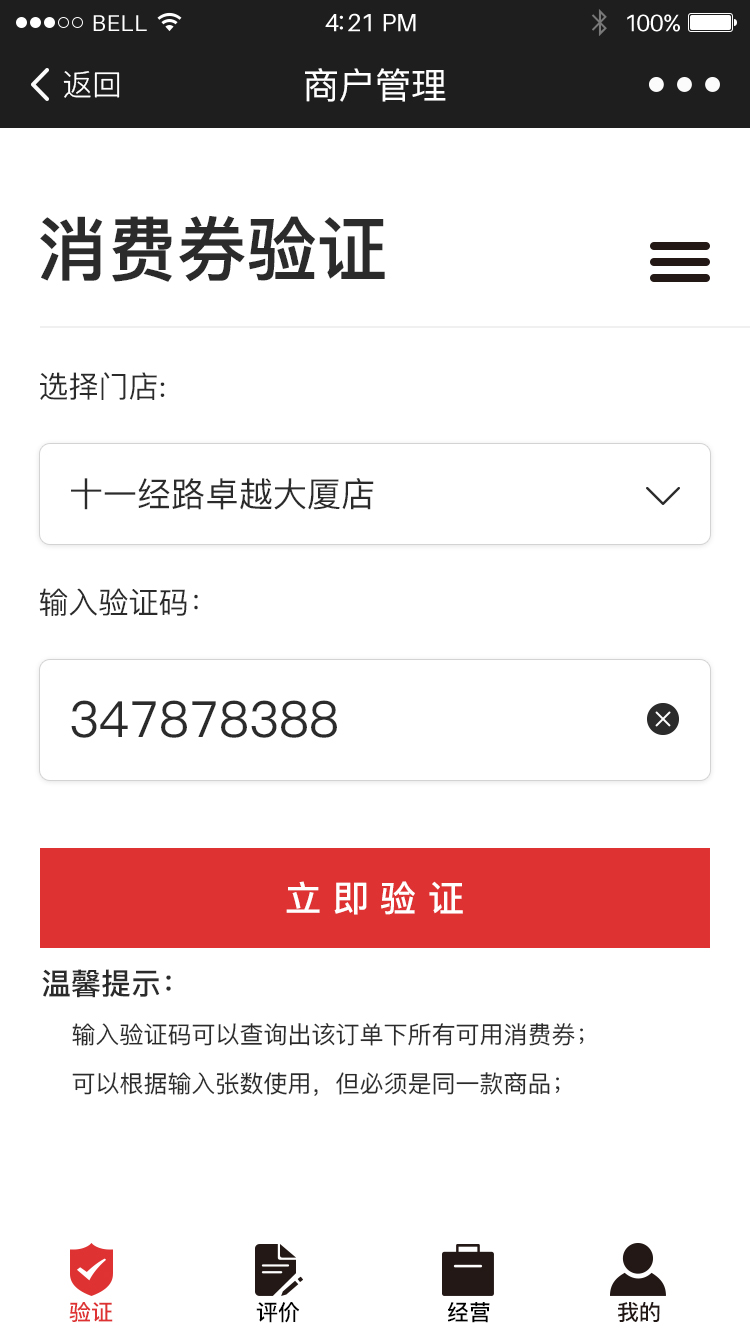 BELL 4:21 PM 100%
返回 商户管理
消费券验证
选择门店:
十一经路卓越大厦店
输入验证码：
347878388
立即验证
温馨提示：
输入验证码可以查询出该订单下所有可用消费券；
可以根据输入张数使用，但必须是同一款商品；
验证 评价 经营 我的